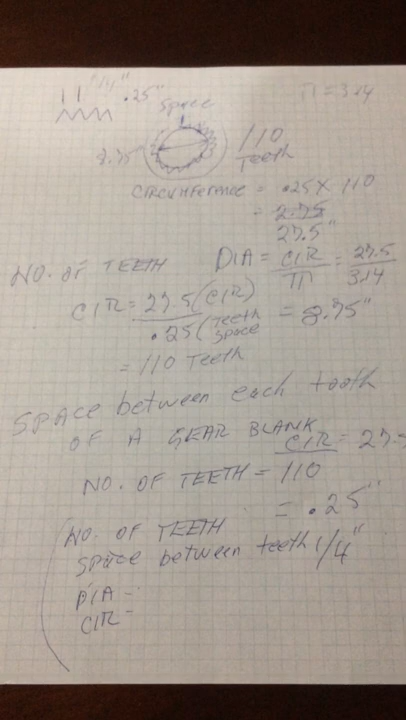 .25"
π = 3.14
Space
8.75"
110
Teeth
CIRCUMFERANCE = .25 X 110
= 2.75
27.5"
NO. OF TEETH
DIA = CIR = 27.5
π 3.14
CIR = 27.5 (CIR)
.25 (Teeth
Space
= 8.75"
= 110 Teeth
SPACE between each tooth
OF A GEAR BLANK
CIR = 27.5
NO. OF TEETH = 110
= .25"
NO. OF TEETH
Space between teeth 1/4"
DIA =
CIR =